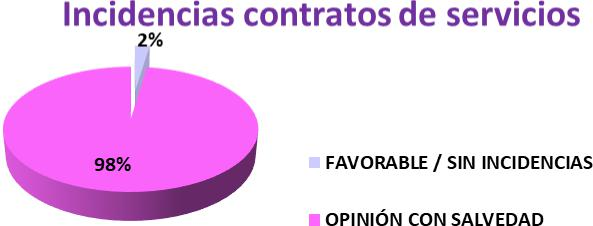 Incidencias contratos de servicios
2%
98%
FAVORABLE / SIN INCIDENCIAS
OPINIÓN CON SALVEDAD